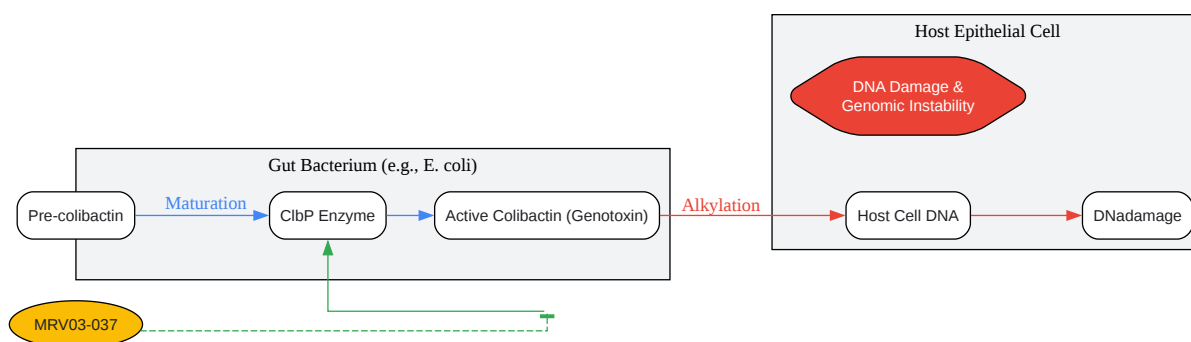 Host Epithelial Cell
DNA Damage &
Genomic Instability
Gut Bacterium (e.g., E. coli)
Pre-colibactin
Maturation
ClbP Enzyme
Active Colibactin (Genotoxin)
Alkylation
Host Cell DNA
DNadamage
MRV03-037